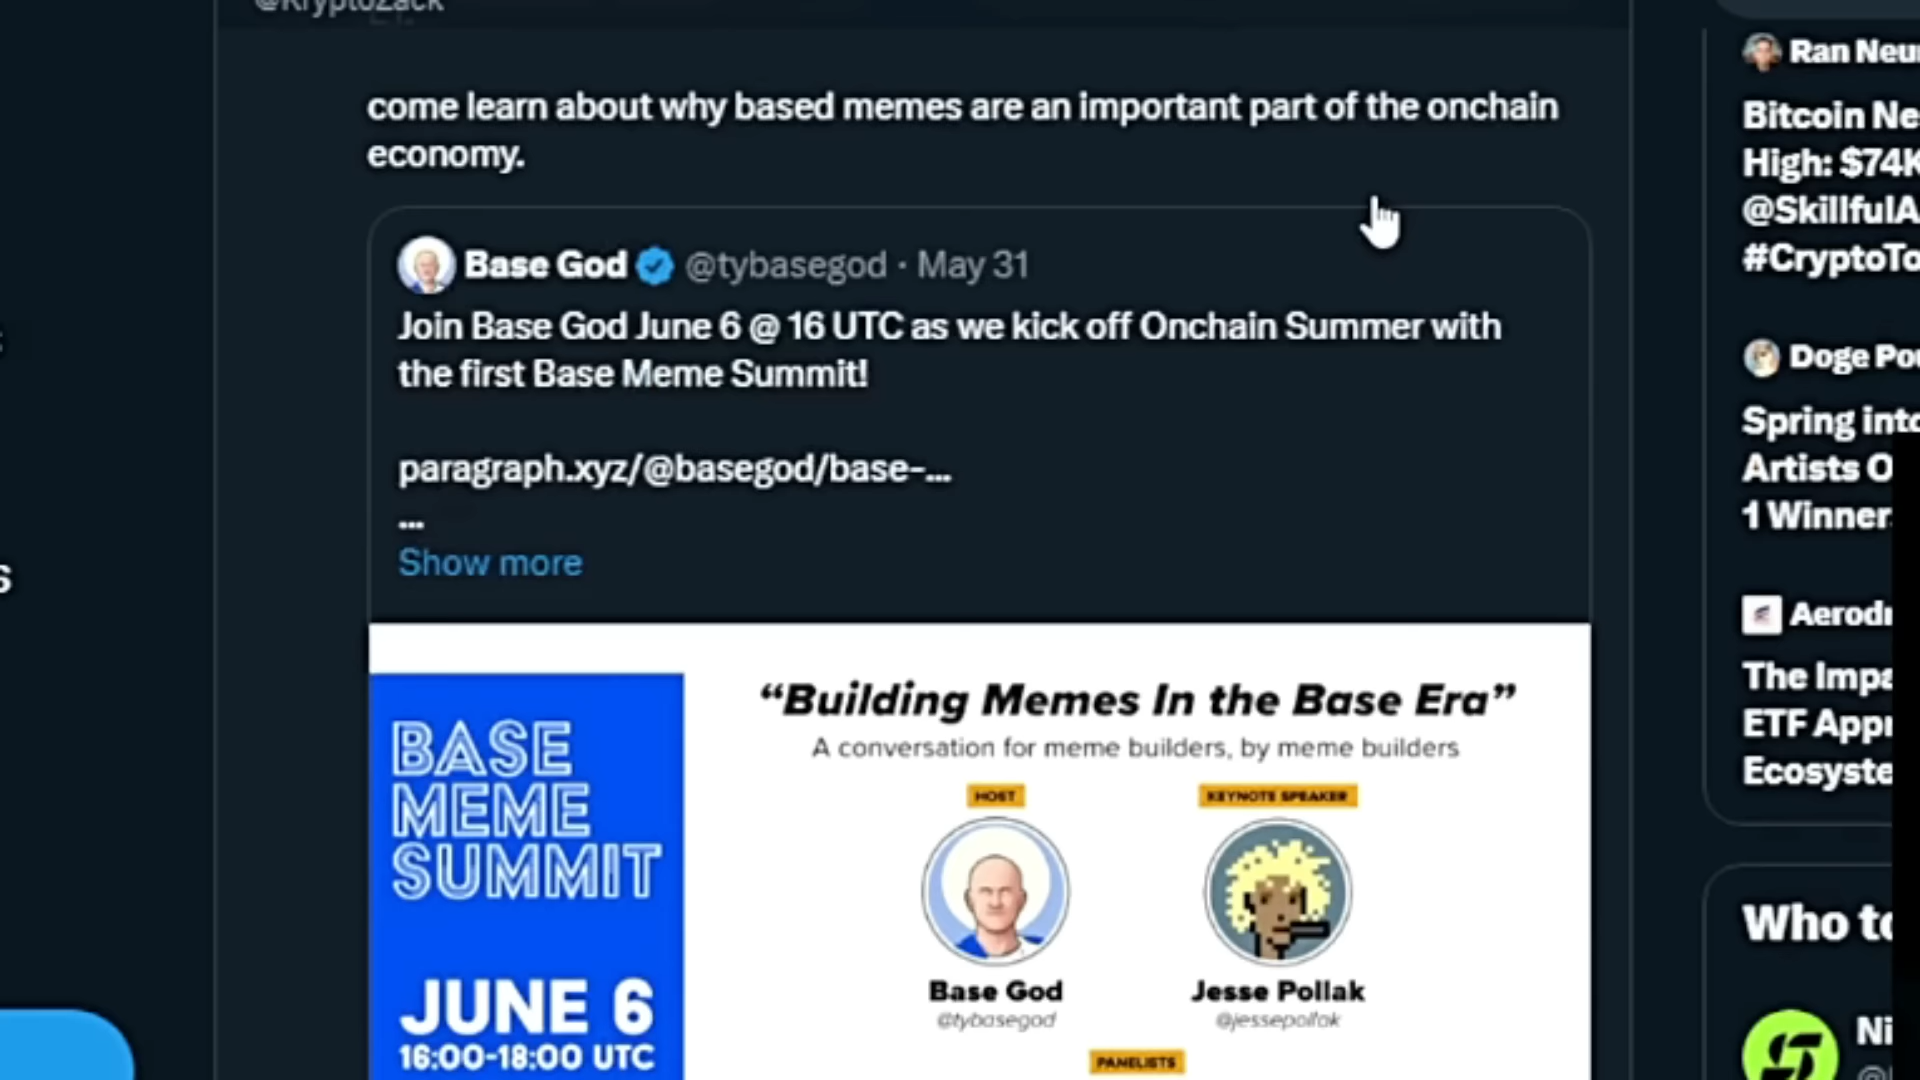 @KryptoZack
come learn about why based memes are an important part of the onchain
economy.
Base God @tybasegod · May 31
Join Base God June 6 @ 16 UTC as we kick off Onchain Summer with
the first Base Meme Summit!
paragraph.xyz/@basegod/base-...
...
Show more
BASE
MEME
SUMMIT
JUNE 6
16:00-18:00 UTC
“Building Memes In the Base Era”
A conversation for meme builders, by meme builders
HOST
KEYNOTE SPEAKER
Base God
Jesse Pollak
@tybasegod
@jessepollak
PANELISTS
Ran Neu
Bitcoin Ne
High: $74K
@SkillfulA
#CryptoTo
Doge Pou
Spring into
Artists O
1 Winner
Aerodr
The Impa
ETF Appr
Ecosyste
Who to
Ni